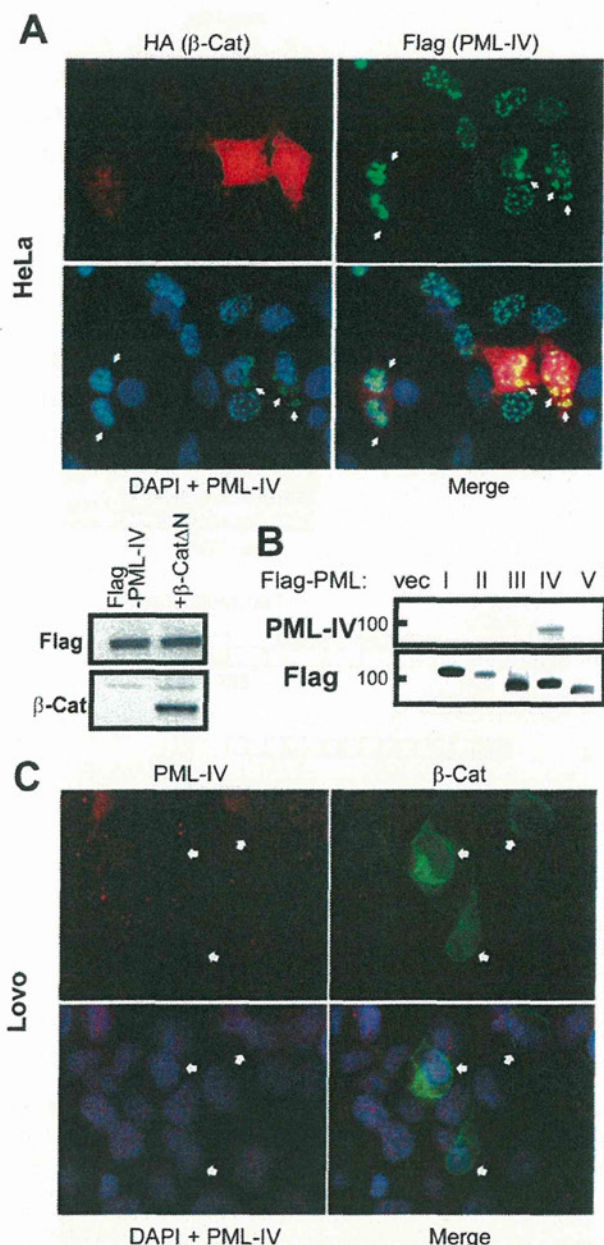 A
HA (β-Cat) Flag (PML-IV)
HeLa
DAPI + PML-IV Merge
Flag
-PML-IV
+β-CatΔN
Flag
β-Cat
B
Flag-PML: vec I II III IV V
PML-IV 100
Flag 100
C
PML-IV β-Cat
Lovo
DAPI + PML-IV Merge